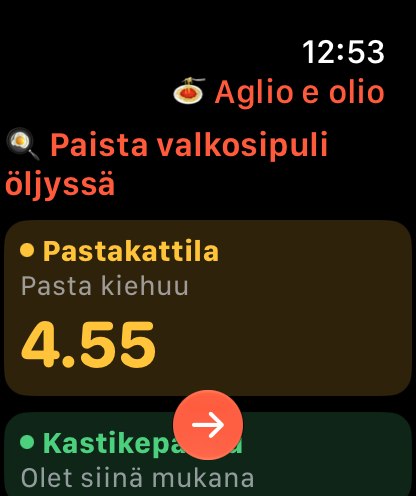 12:53
Aglio e olio
Paista valkosipuli
öljyssä
Pastakattila
Pasta kiehuu
4.55
Olet siinä mukana